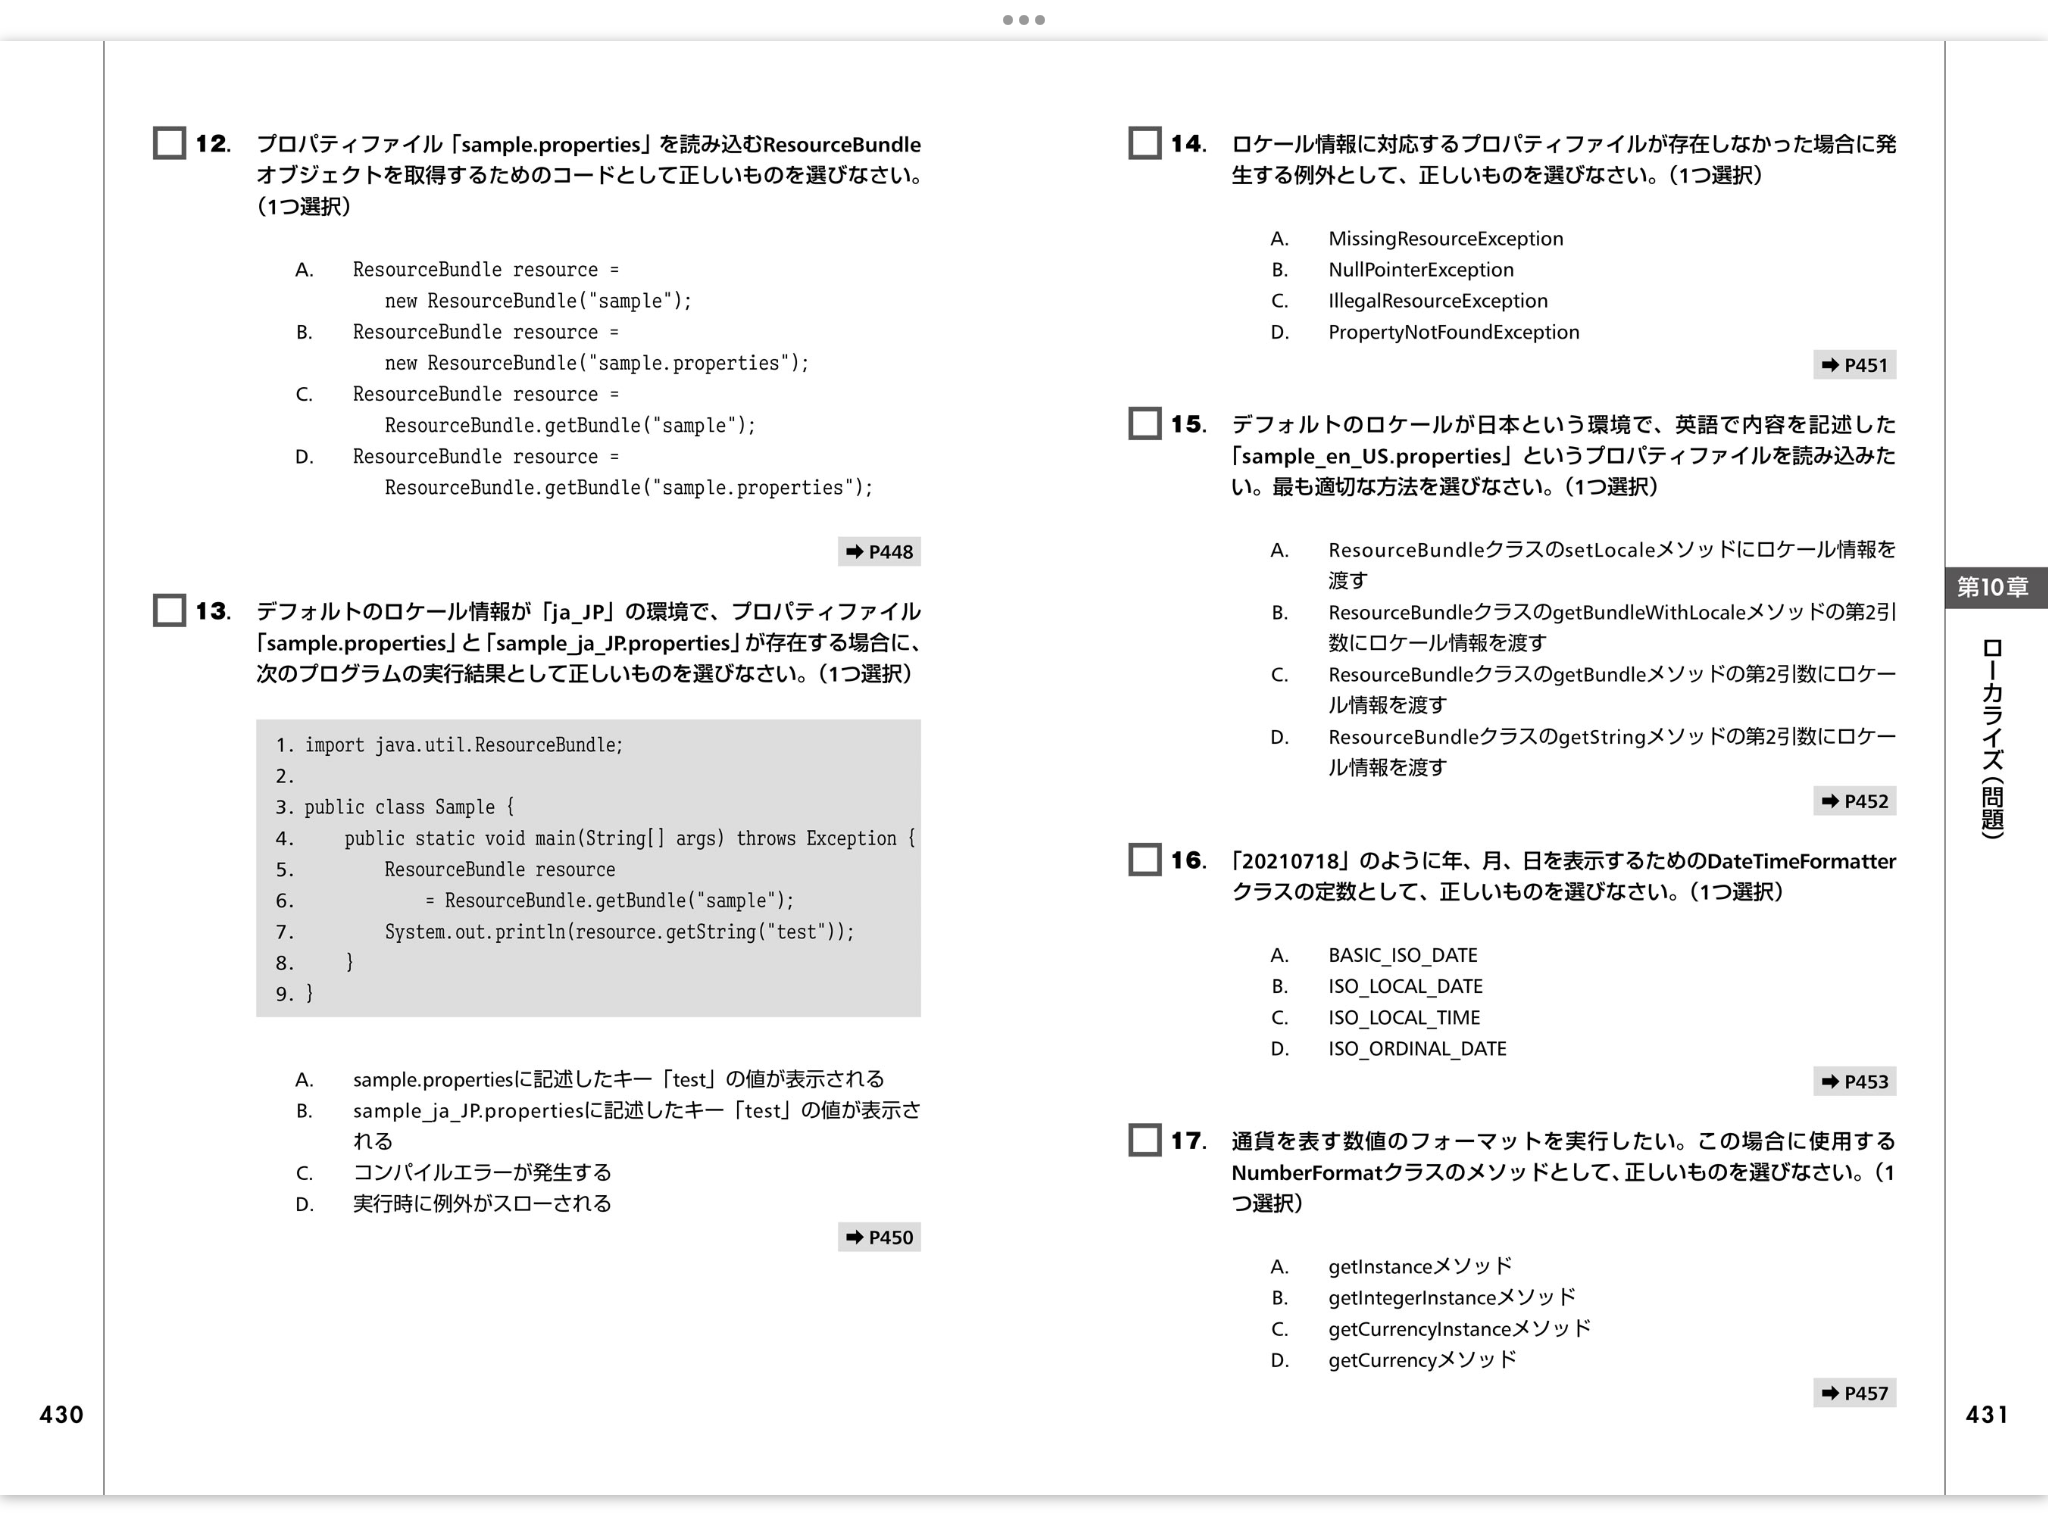 12. プロパティファイル「sample.properties」を読み込むResourceBundle
オブジェクトを取得するためのコードとして正しいものを選びなさい。
（1つ選択）
A. ResourceBundle resource =
new ResourceBundle("sample");
B. ResourceBundle resource =
new ResourceBundle("sample.properties");
C. ResourceBundle resource =
ResourceBundle.getBundle("sample");
D. ResourceBundle resource =
ResourceBundle.getBundle("sample.properties");
➡ P448
13. デフォルトのロケール情報が「ja_JP」の環境で、プロパティファイル
「sample.properties」と「sample_ja_JP.properties」が存在する場合に、
次のプログラムの実行結果として正しいものを選びなさい。（1つ選択）
1. import java.util.ResourceBundle;
2.
3. public class Sample {
4. public static void main(String[] args) throws Exception {
5. ResourceBundle resource
6. = ResourceBundle.getBundle("sample");
7. System.out.println(resource.getString("test"));
8. }
9. }
A. sample.propertiesに記述したキー「test」の値が表示される
B. sample_ja_JP.propertiesに記述したキー「test」の値が表示さ
れる
C. コンパイルエラーが発生する
D. 実行時に例外がスローされる
➡ P450
430
14. ロケール情報に対応するプロパティファイルが存在しなかった場合に発
生する例外として、正しいものを選びなさい。（1つ選択）
A. MissingResourceException
B. NullPointerException
C. IllegalResourceException
D. PropertyNotFoundException
➡ P451
15. デフォルトのロケールが日本という環境で、英語で内容を記述した
「sample_en_US.properties」というプロパティファイルを読み込みた
い。最も適切な方法を選びなさい。（1つ選択）
A. ResourceBundleクラスのsetLocaleメソッドにロケール情報を
渡す
B. ResourceBundleクラスのgetBundleWithLocaleメソッドの第2引
数にロケール情報を渡す
C. ResourceBundleクラスのgetBundleメソッドの第2引数にロケー
ル情報を渡す
D. ResourceBundleクラスのgetStringメソッドの第2引数にロケー
ル情報を渡す
➡ P452
16. 「20210718」のように年、月、日を表示するためのDateTimeFormatter
クラスの定数として、正しいものを選びなさい。（1つ選択）
A. BASIC_ISO_DATE
B. ISO_LOCAL_DATE
C. ISO_LOCAL_TIME
D. ISO_ORDINAL_DATE
➡ P453
17. 通貨を表す数値のフォーマットを実行したい。この場合に使用する
NumberFormatクラスのメソッドとして、正しいものを選びなさい。（1
つ選択）
A. getInstanceメソッド
B. getIntegerInstanceメソッド
C. getCurrencyInstanceメソッド
D. getCurrencyメソッド
➡ P457
第10章
ローカライズ（問題）
431